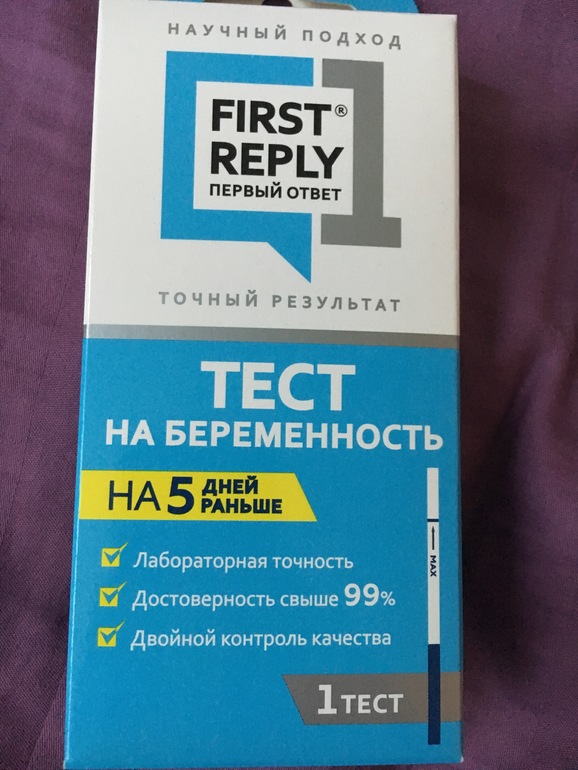 НАУЧНЫЙ ПОДХОД
1
FIRST®
REPLY
ПЕРВЫЙ ОТВЕТ
ТОЧНЫЙ РЕЗУЛЬТАТ
ТЕСТ
НА БЕРЕМЕННОСТЬ
НА 5 ДНЕЙ РАНЬШЕ
Лабораторная точность
Достоверность свыше 99%
Двойной контроль качества
MAX
1 ТЕСТ